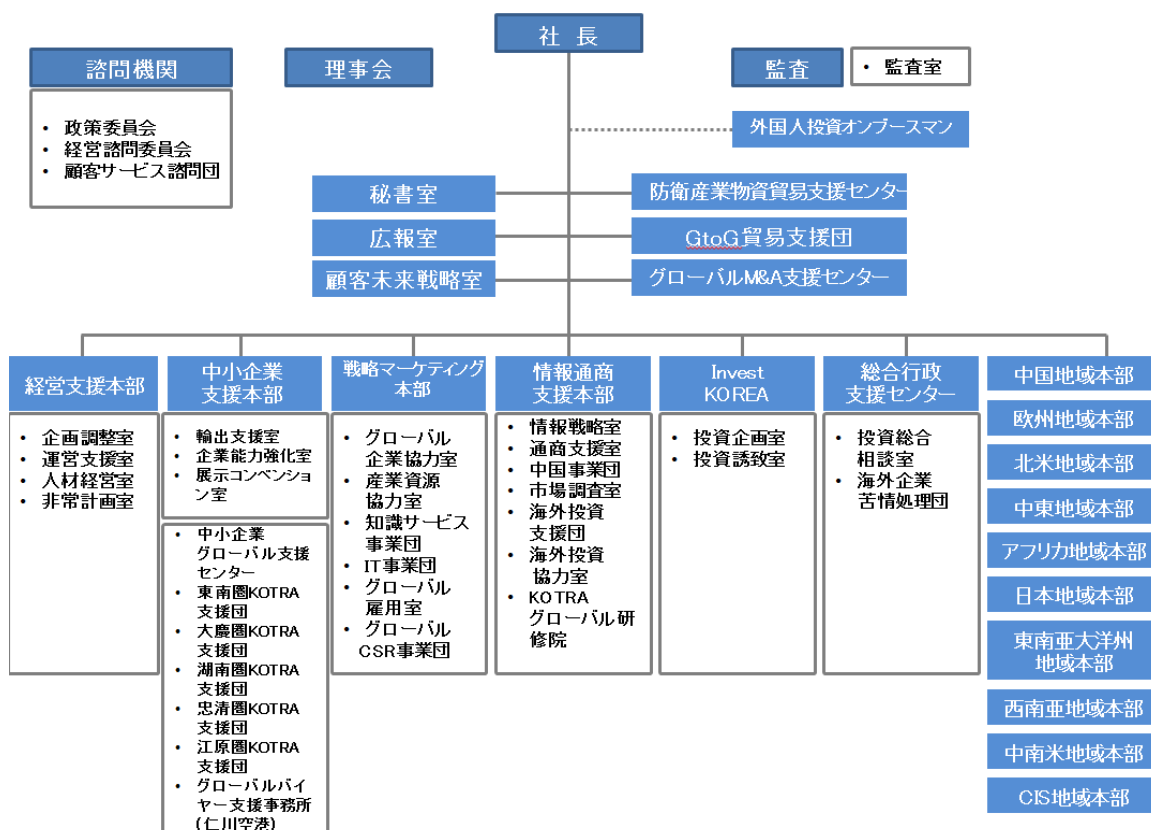 社 長
諮問機関
理事会
監査
• 監査室
• 政策委員会
• 経営諮問委員会
• 顧客サービス諮問団
外国人投資オンブースマン
秘書室
防衛産業物資貿易支援センター
広報室
GtoG貿易支援団
顧客未来戦略室
グローバルM&A支援センター
経営支援本部
• 企画調整室
• 運営支援室
• 人材経営室
• 非常計画室
中小企業
支援本部
• 輸出支援室
• 企業能力強化室
• 展示コンベンショ
ン室
• 中小企業
グローバル支援
センター
• 東南圏KOTRA
支援団
• 大慶圏KOTRA
支援団
• 湖南圏KOTRA
支援団
• 忠清圏KOTRA
支援団
• 江原圏KOTRA
支援団
• グローバルバイ
ヤー支援事務所
(仁川空港)
戦略マーケティング
本部
• グローバル
企業協力室
• 産業資源
協力室
• 知識サービス
事業団
• IT事業団
• グローバル
雇用室
• グローバル
CSR事業団
情報通商
支援本部
• 情報戦略室
• 通商支援室
• 中国事業団
• 市場調査室
• 海外投資
支援団
• 海外投資
協力室
• KOTRA
グローバル研
修院
Invest
KOREA
• 投資企画室
• 投資誘致室
総合行政
支援センター
• 投資総合
相談室
• 海外企業
苦情処理団
中国地域本部
欧州地域本部
北米地域本部
中東地域本部
アフリカ地域本部
日本地域本部
東南亜大洋州
地域本部
西南亜地域本部
中南米地域本部
CIS地域本部